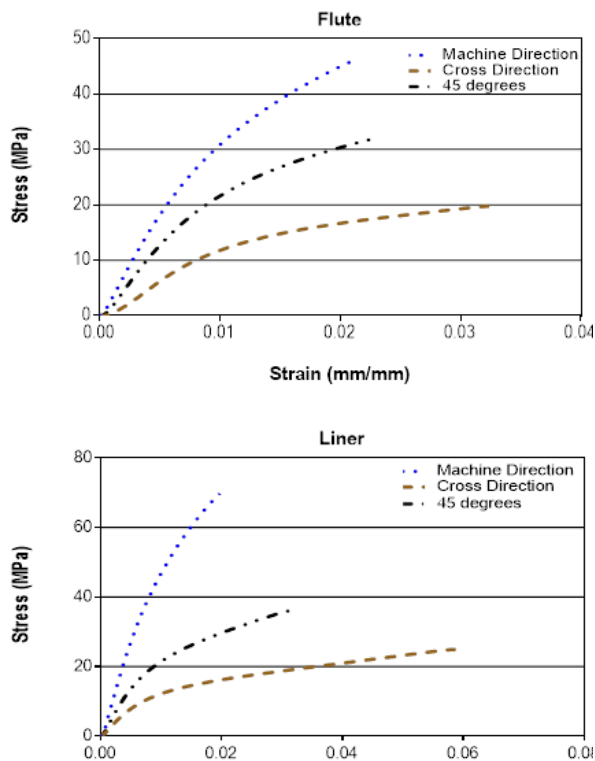 Flute
Machine Direction
Cross Direction
45 degrees
Stress (MPa)
50
40
30
20
10
0
0.00 0.01 0.02 0.03 0.04
Strain (mm/mm)
Liner
Machine Direction
Cross Direction
45 degrees
Stress (MPa)
80
60
40
20
0
0.00 0.02 0.04 0.06 0.08